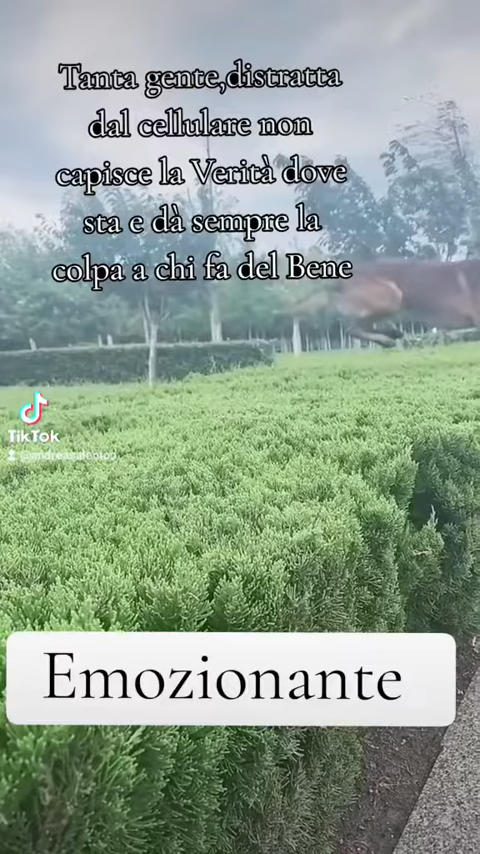 Tanta gente,distratta
dal cellulare non
capisce la Verità dove
sta e dà sempre la
colpa a chi fa del Bene
TikTok
Emozionante